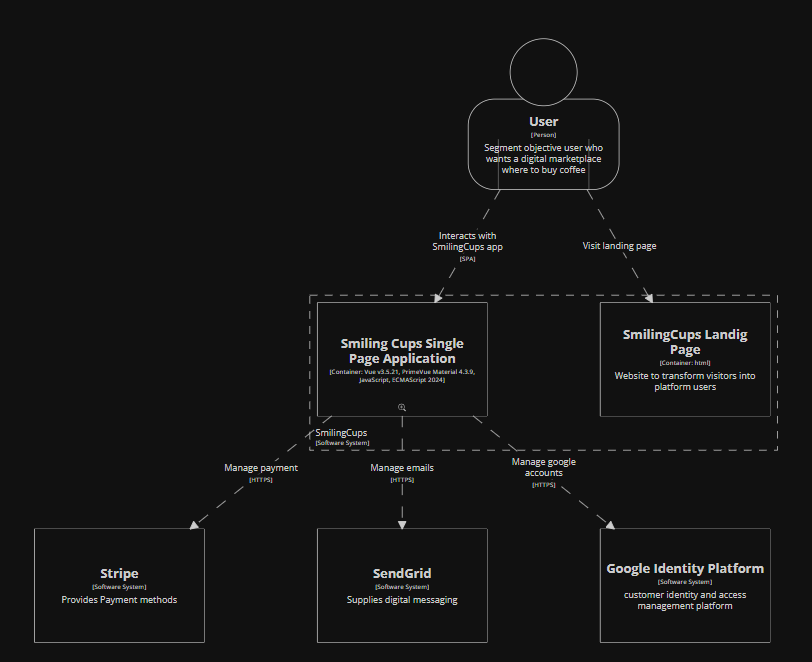 User
[Person]
Segment objective user who
wants a digital marketplace
where to buy coffee
Interacts with
SmilingCups app
[SPA]
Visit landing page
Smiling Cups Single
Page Application
[Container: Vue v3.5.21, PrimeVue Material 4.3.9,
JavaScript, ECMAScript 2024]
SmilingCups Landig
Page
[Container: html]
Website to transform visitors into
platform users
SmilingCups
[Software System]
Manage payment
[HTTPS]
Manage emails
[HTTPS]
Manage google
accounts
[HTTPS]
Stripe
[Software System]
Provides Payment methods
SendGrid
[Software System]
Supplies digital messaging
Google Identity Platform
[Software System]
customer identity and access
management platform